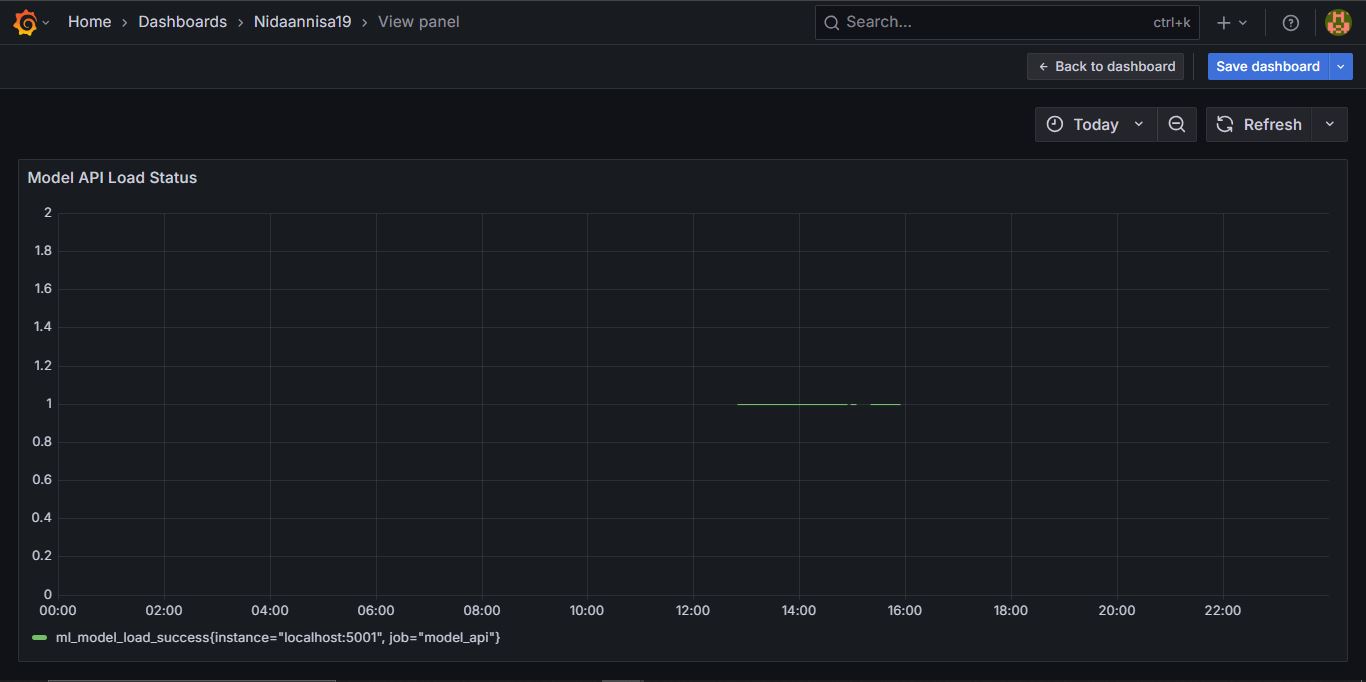 Home › Dashboards › Nidaannisa19 › View panel
Search... ctrl+k
← Back to dashboard
Save dashboard
Today
Refresh
Model API Load Status
2
1.8
1.6
1.4
1.2
1
0.8
0.6
0.4
0.2
0
00:00 02:00 04:00 06:00 08:00 10:00 12:00 14:00 16:00 18:00 20:00 22:00
ml_model_load_success{instance="localhost:5001", job="model_api"}